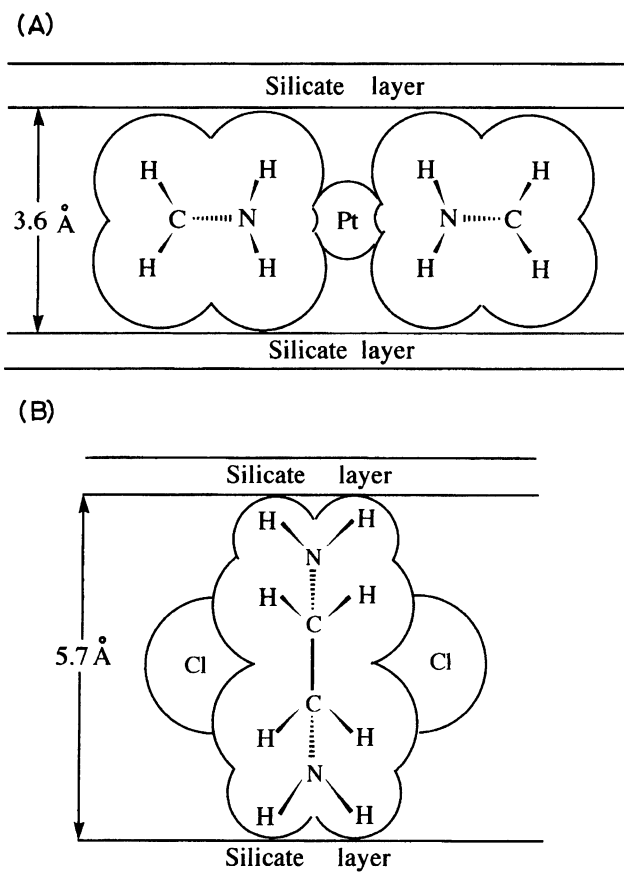 (A)
Silicate layer
H H H H
3.6 Å C N Pt N C
H H H H
Silicate layer
(B)
Silicate layer
H H
N
H H
C
5.7 Å Cl Cl
C
H H
N
H H
Silicate layer